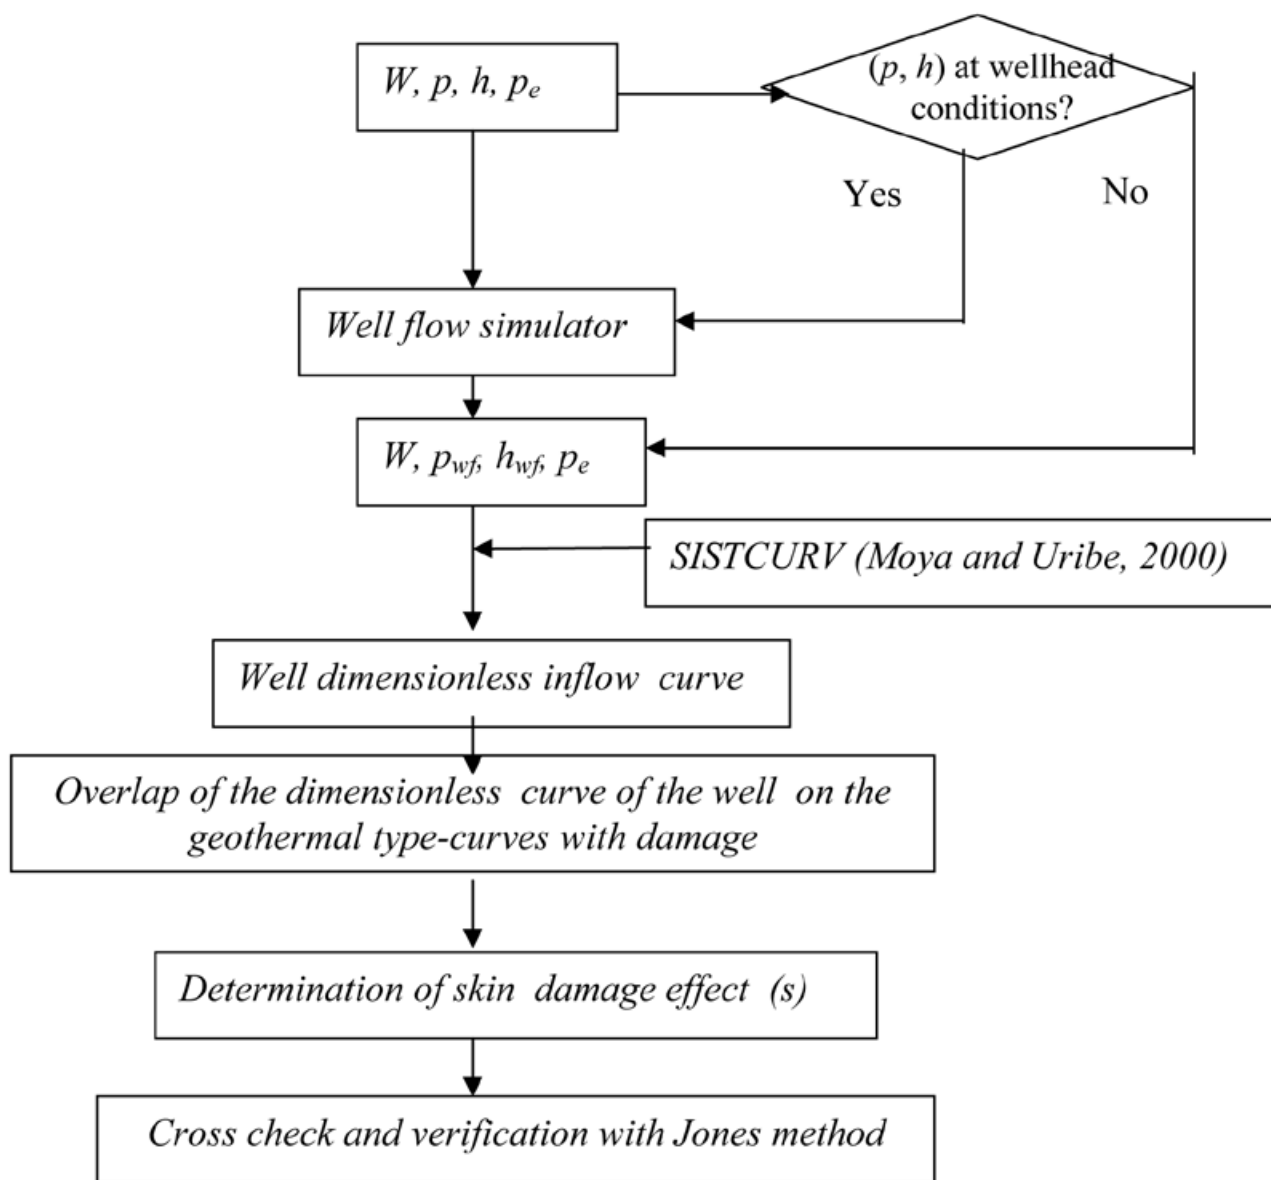 W, p, h, pe
(p, h) at wellhead
conditions?
Yes
No
Well flow simulator
W, pwf, hwf, pe
SISTCURV (Moya and Uribe, 2000)
Well dimensionless inflow curve
Overlap of the dimensionless curve of the well on the
geothermal type-curves with damage
Determination of skin damage effect (s)
Cross check and verification with Jones method